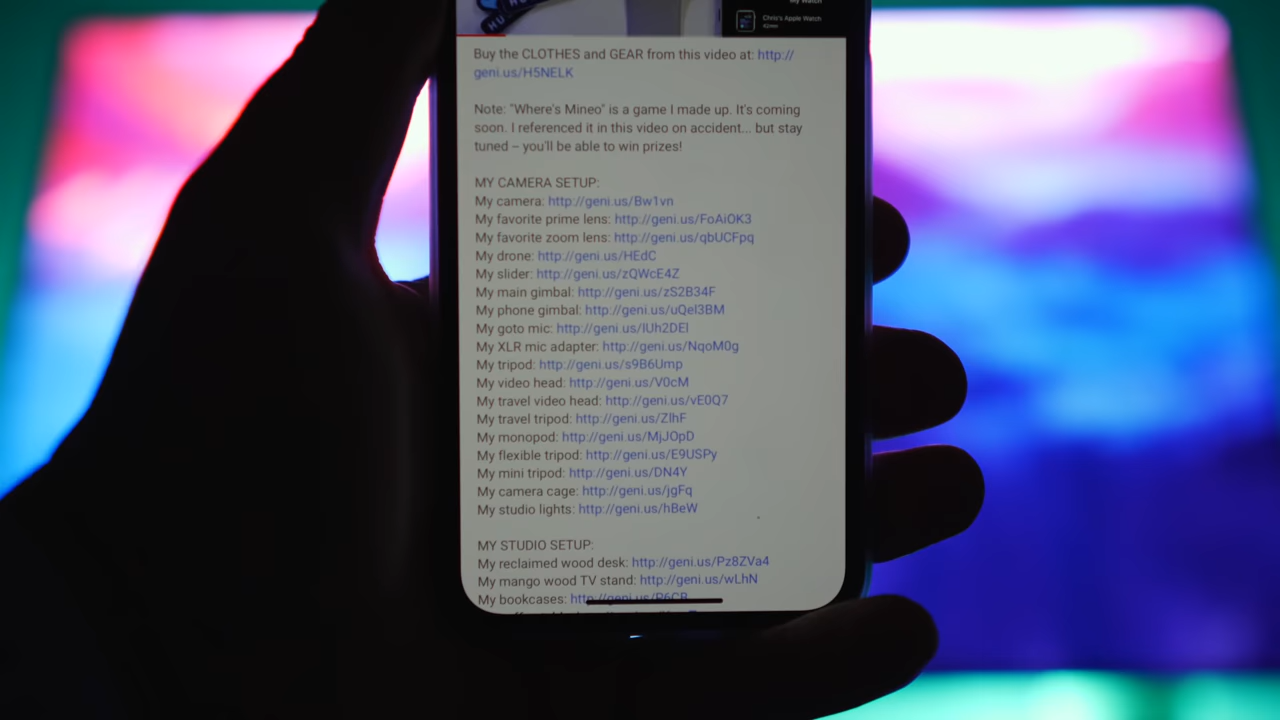 My Watch
Chris's Apple Watch
42mm
Buy the CLOTHES and GEAR from this video at: http://
geni.us/H5NELK
Note: "Where's Mineo" is a game I made up. It's coming
soon. I referenced it in this video on accident... but stay
tuned – you'll be able to win prizes!
MY CAMERA SETUP:
My camera: http://geni.us/Bw1vn
My favorite prime lens: http://geni.us/FoAiOK3
My favorite zoom lens: http://geni.us/qbUCFpq
My drone: http://geni.us/HEdC
My slider: http://geni.us/zQWcE4Z
My main gimbal: http://geni.us/zS2B34F
My phone gimbal: http://geni.us/uQel3BM
My goto mic: http://geni.us/lUh2DEl
My XLR mic adapter: http://geni.us/NqoM0g
My tripod: http://geni.us/s9B6Ump
My video head: http://geni.us/V0cM
My travel video head: http://geni.us/vE0Q7
My travel tripod: http://geni.us/ZlhF
My monopod: http://geni.us/MjJOpD
My flexible tripod: http://geni.us/E9USPy
My mini tripod: http://geni.us/DN4Y
My camera cage: http://geni.us/jgFq
My studio lights: http://geni.us/hBeW
MY STUDIO SETUP:
My reclaimed wood desk: http://geni.us/Pz8ZVa4
My mango wood TV stand: http://geni.us/wLhN
My bookcases: http://geni.us/P6CB